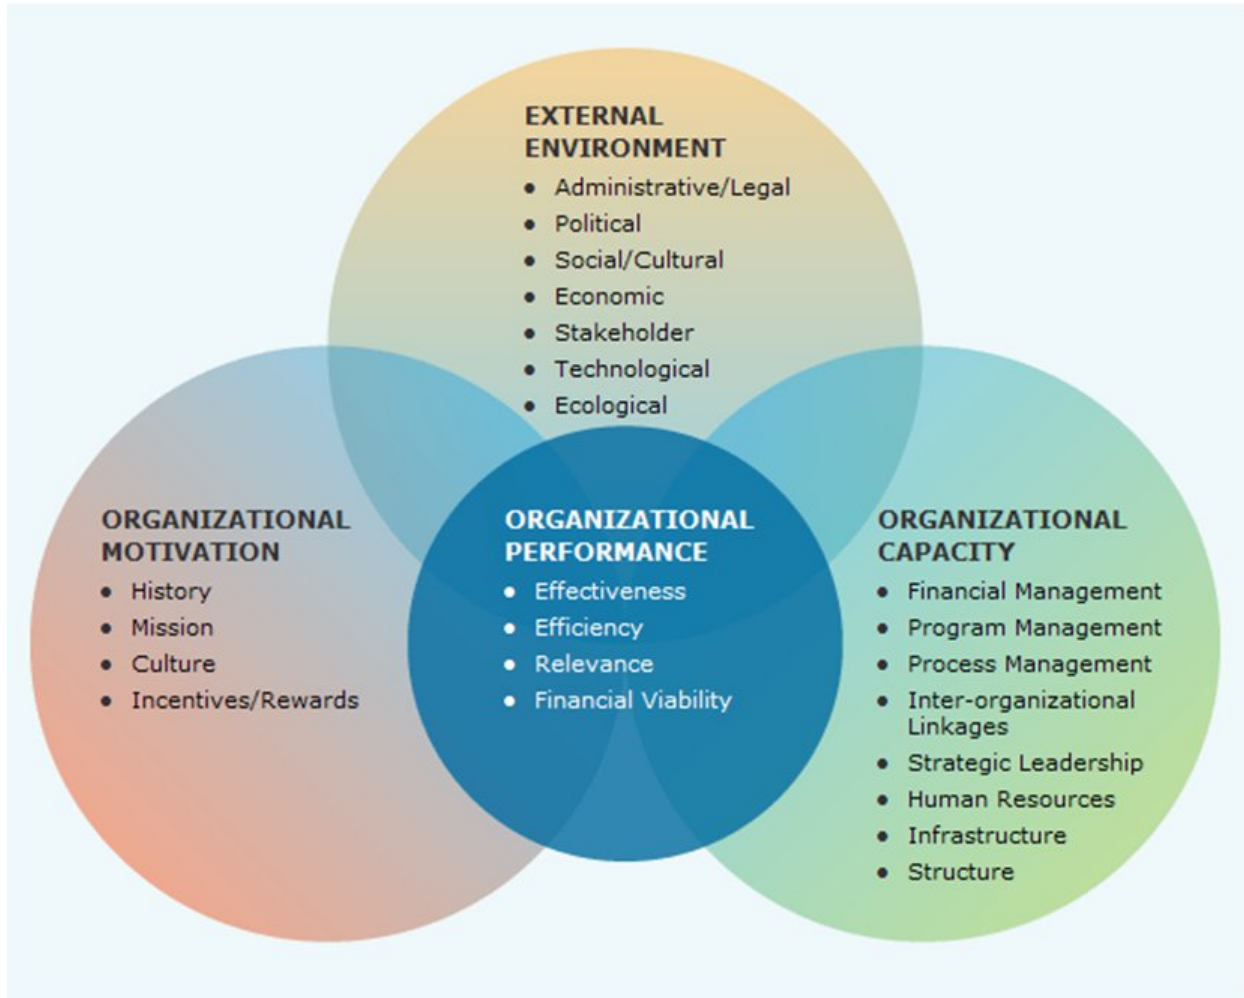 EXTERNAL
ENVIRONMENT
• Administrative/Legal
• Political
• Social/Cultural
• Economic
• Stakeholder
• Technological
• Ecological
ORGANIZATIONAL
MOTIVATION
• History
• Mission
• Culture
• Incentives/Rewards
ORGANIZATIONAL
PERFORMANCE
• Effectiveness
• Efficiency
• Relevance
• Financial Viability
ORGANIZATIONAL
CAPACITY
• Financial Management
• Program Management
• Process Management
• Inter-organizational
Linkages
• Strategic Leadership
• Human Resources
• Infrastructure
• Structure